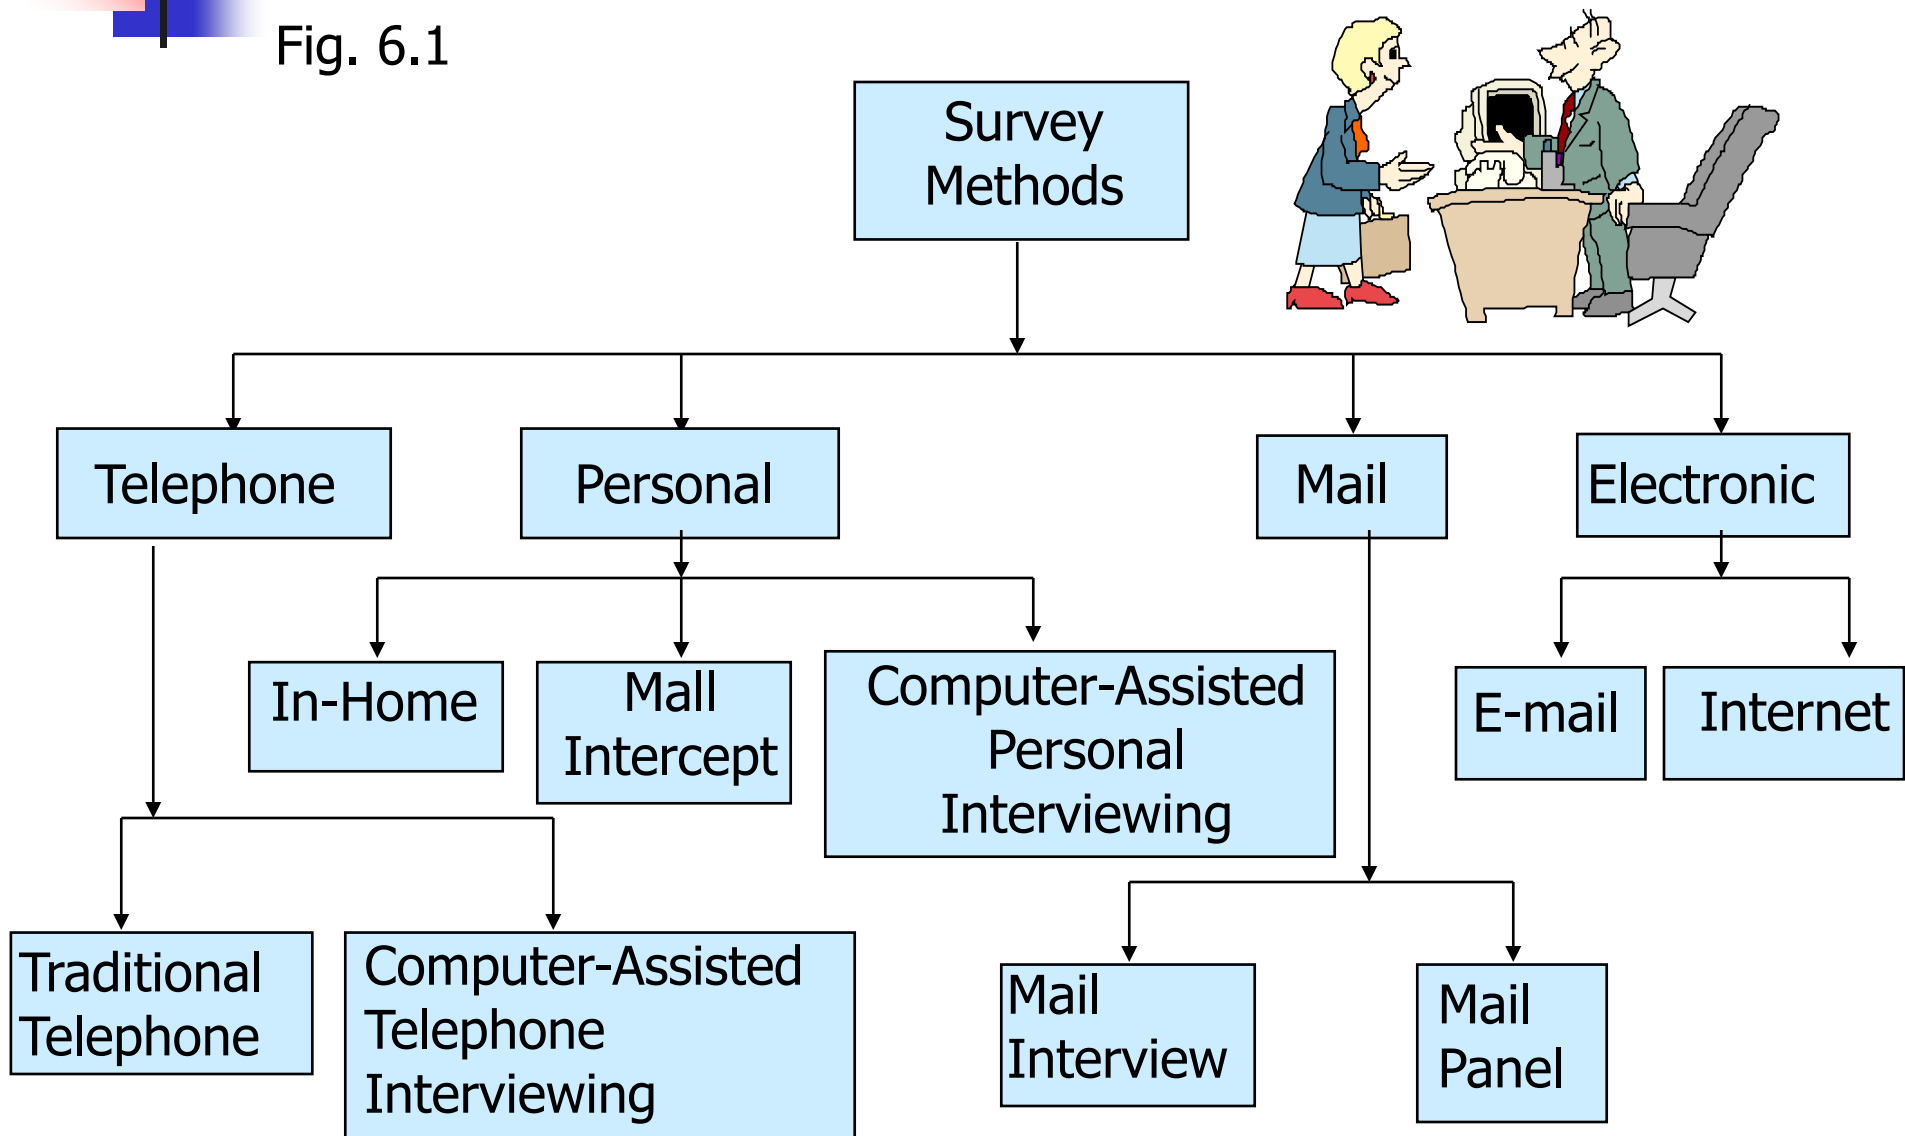 Fig. 6.1
Survey
Methods
Telephone
Personal
Mail
Electronic
In-Home
Mall
Intercept
Computer-Assisted
Personal
Interviewing
E-mail
Internet
Traditional
Telephone
Computer-Assisted
Telephone
Interviewing
Mail
Interview
Mail
Panel